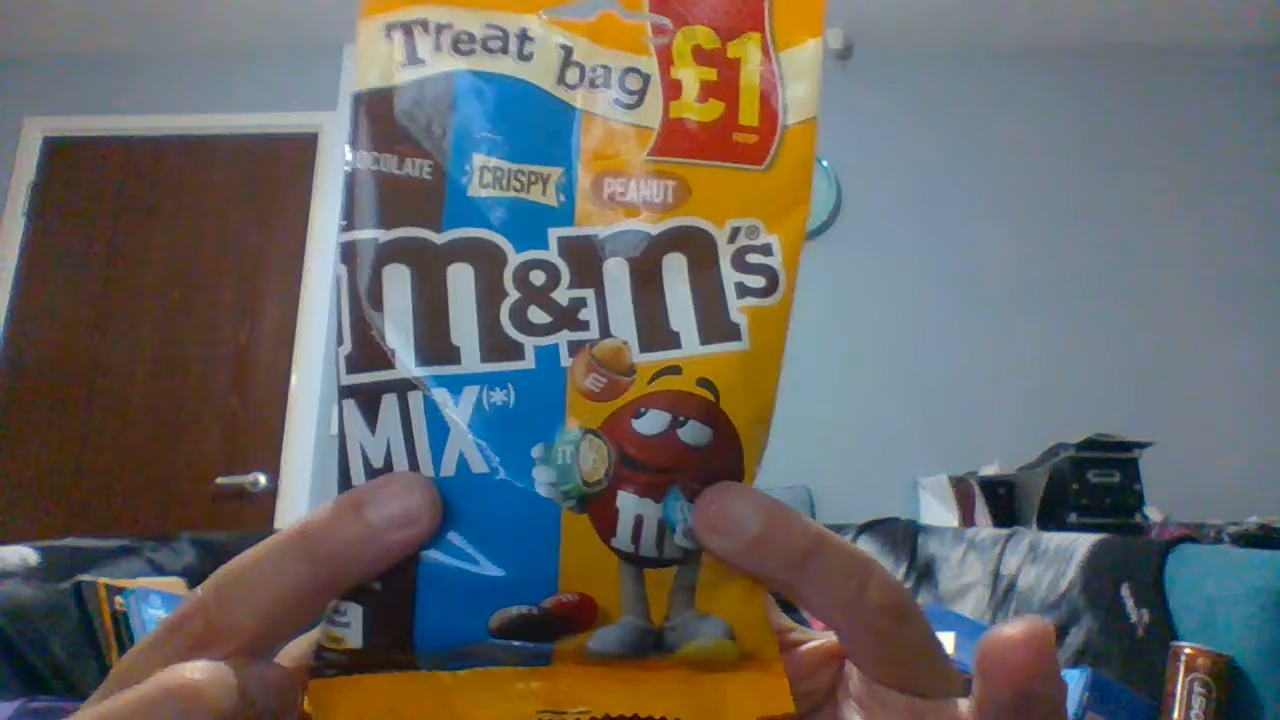 Treat bag
£1
OCOLATE
CRISPY
PEANUT
m&m's®
MIX(*)
m
m